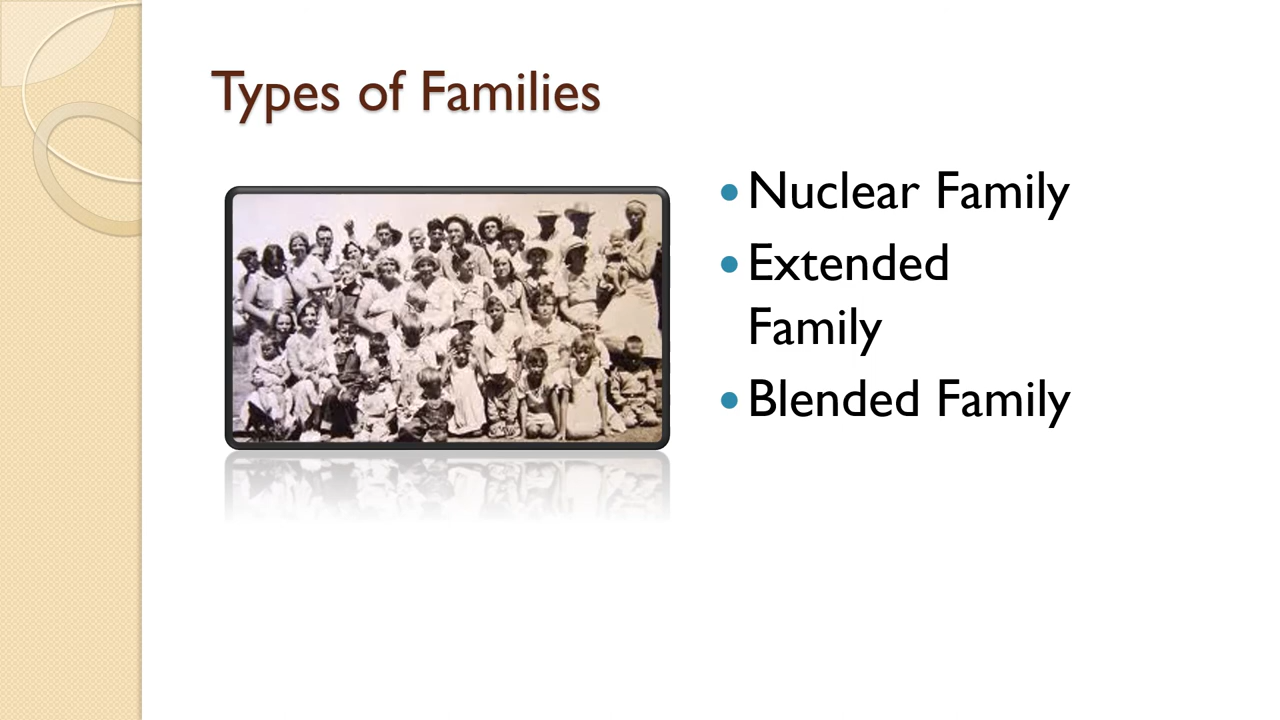 Types of Families
• Nuclear Family
• Extended
Family
• Blended Family